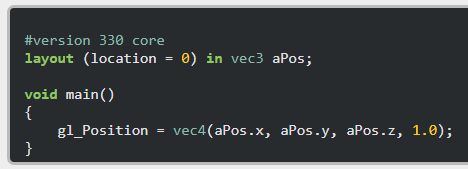 #version 330 core
layout (location = 0) in vec3 aPos;
void main()
{
    gl_Position = vec4(aPos.x, aPos.y, aPos.z, 1.0);
}